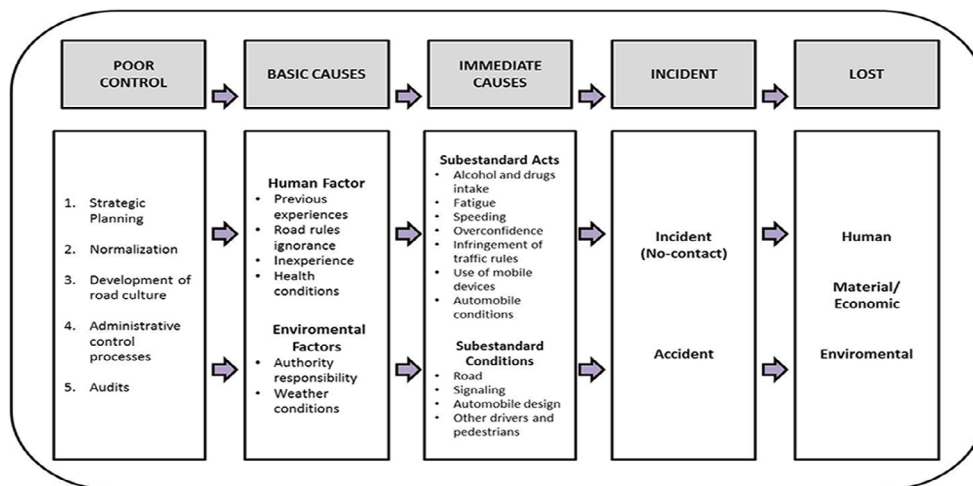 POOR
CONTROL
BASIC CAUSES
IMMEDIATE
CAUSES
INCIDENT
LOST
1. Strategic
Planning
2. Normalization
3. Development of
road culture
4. Administrative
control
processes
5. Audits
Human Factor
• Previous
experiences
• Road rules
ignorance
• Inexperience
• Health
conditions
Enviromental
Factors
• Authority
responsibility
• Weather
conditions
Subestandard Acts
• Alcohol and drugs
intake
• Fatigue
• Speeding
• Overconfidence
• Infringement of
traffic rules
• Use of mobile
devices
• Automobile
conditions
Substandard
Conditions
• Road
• Signaling
• Automobile design
• Other drivers and
pedestrians
Incident
(No-contact)
Accident
Human
Material/
Economic
Enviromental